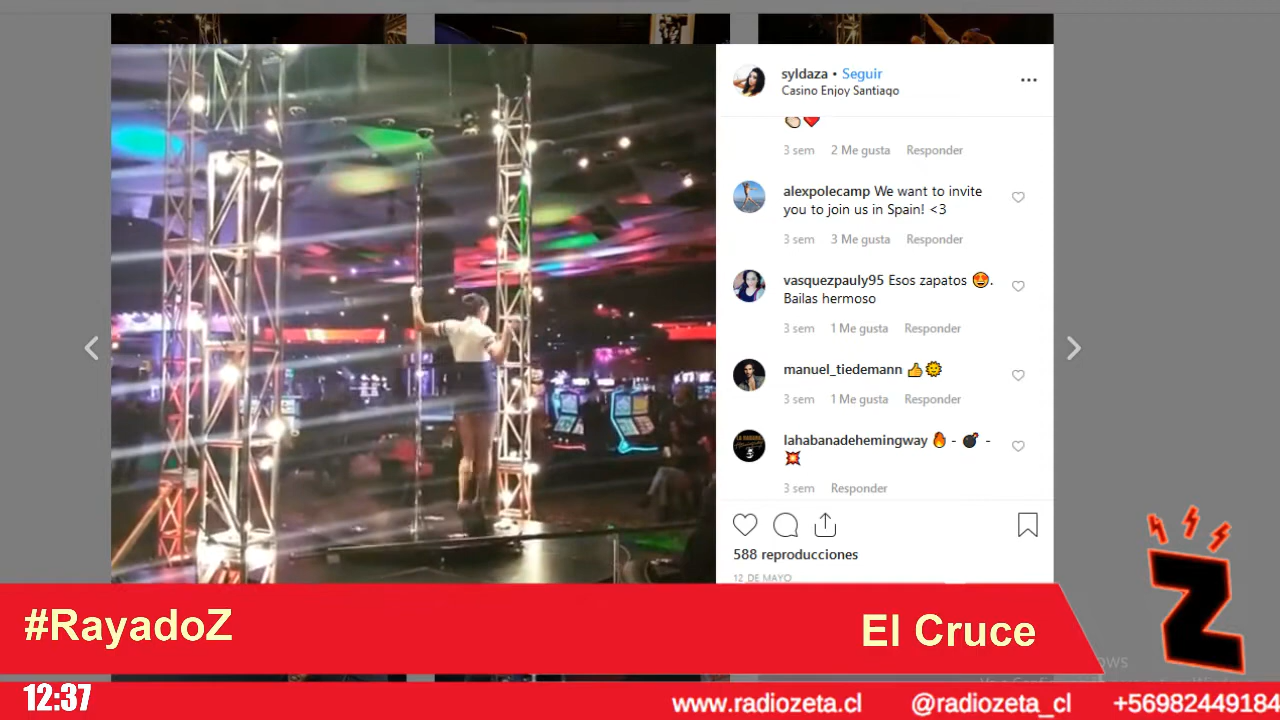 syldaza • Seguir
Casino Enjoy Santiago
3 sem 2 Me gusta Responder
alexpolecamp We want to invite
you to join us in Spain! <3
3 sem 3 Me gusta Responder
vasquezpauly95 Esos zapatos 😍.
Bailas hermoso
3 sem 1 Me gusta Responder
manuel_tiedemann 👍🌞
3 sem 1 Me gusta Responder
lahabanadehemingway 🔥 - 💣 -
💥
3 sem Responder
588 reproducciones
12 DE MAYO
#RayadoZ
El Cruce
Z
12:37
www.radiozeta.cl @radiozeta_cl +56982449184